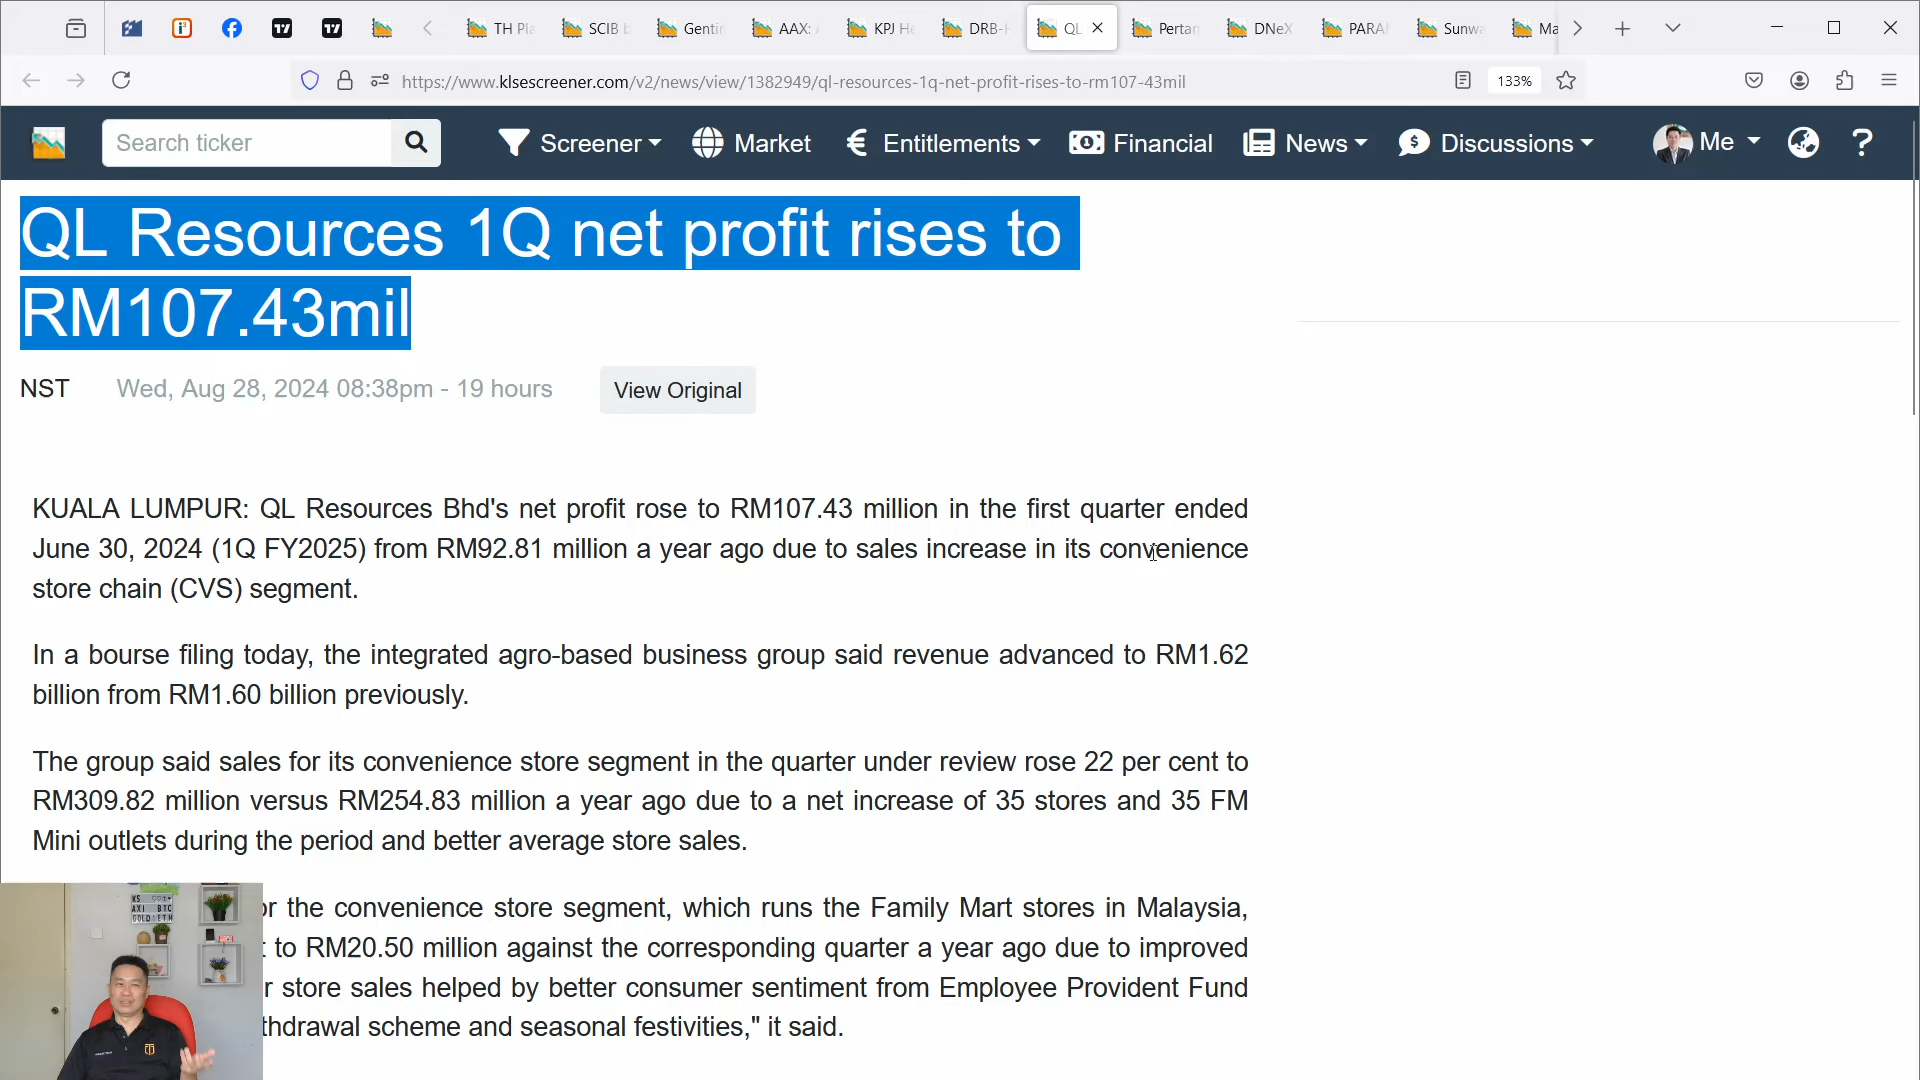 TH Pla
SCIB b
Gentin
AAX:
KPJ He
DRB-H
QL
Pertam
DNeX
PARA
Sunwa
Ma
https://www.klsescreener.com/v2/news/view/1382949/ql-resources-1q-net-profit-rises-to-rm107-43mil
133%
Search ticker
Screener
Market
Entitlements
Financial
News
Discussions
Me
?
QL Resources 1Q net profit rises to
RM107.43mil
NST
Wed, Aug 28, 2024 08:38pm - 19 hours
View Original
KUALA LUMPUR: QL Resources Bhd's net profit rose to RM107.43 million in the first quarter ended
June 30, 2024 (1Q FY2025) from RM92.81 million a year ago due to sales increase in its convenience
store chain (CVS) segment.
In a bourse filing today, the integrated agro-based business group said revenue advanced to RM1.62
billion from RM1.60 billion previously.
The group said sales for its convenience store segment in the quarter under review rose 22 per cent to
RM309.82 million versus RM254.83 million a year ago due to a net increase of 35 stores and 35 FM
Mini outlets during the period and better average store sales.
or the convenience store segment, which runs the Family Mart stores in Malaysia,
t to RM20.50 million against the corresponding quarter a year ago due to improved
r store sales helped by better consumer sentiment from Employee Provident Fund
thdrawal scheme and seasonal festivities," it said.